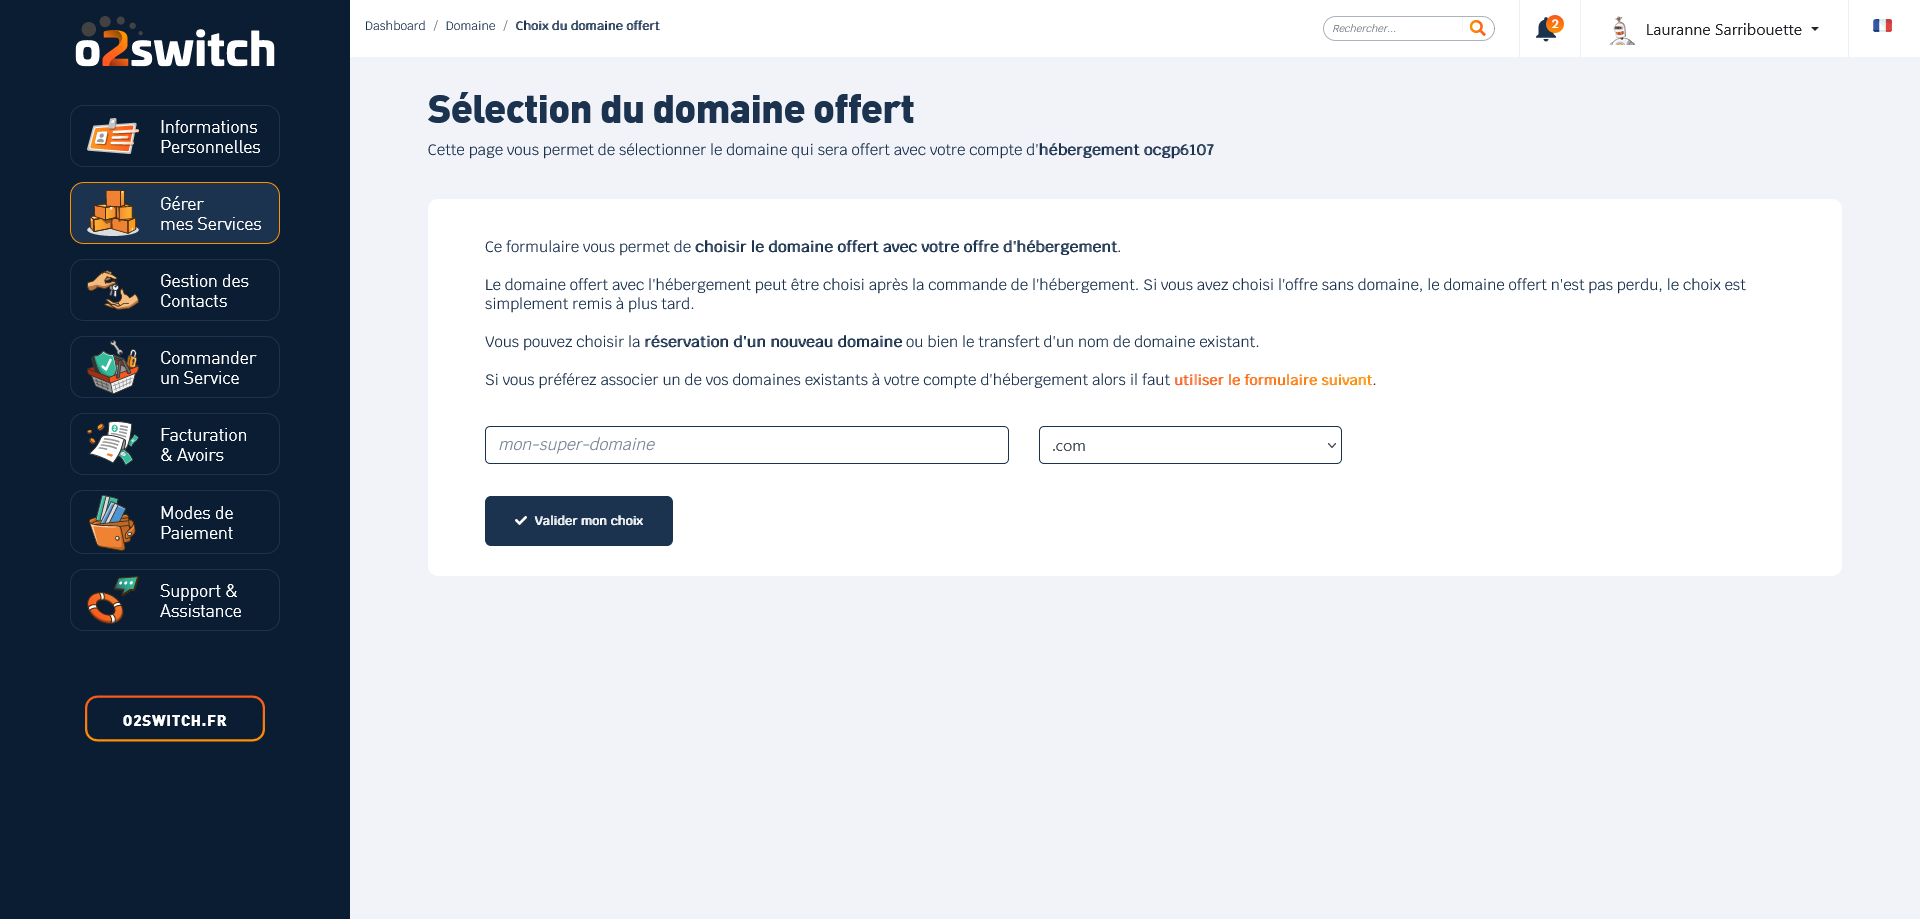 o2switch
Informations
Personnelles
Gérer
mes Services
Gestion des
Contacts
Commander
un Service
Facturation
& Avoirs
Modes de
Paiement
Support &
Assistance
O2SWITCH.FR
Dashboard / Domaine / Choix du domaine offert
Rechercher...
2
Lauranne Sarribouette
Sélection du domaine offert
Cette page vous permet de sélectionner le domaine qui sera offert avec votre compte d'hébergement ocgp6107
Ce formulaire vous permet de choisir le domaine offert avec votre offre d'hébergement.
Le domaine offert avec l'hébergement peut être choisi après la commande de l'hébergement. Si vous avez choisi l'offre sans domaine, le domaine offert n'est pas perdu, le choix est
simplement remis à plus tard.
Vous pouvez choisir la réservation d'un nouveau domaine ou bien le transfert d'un nom de domaine existant.
Si vous préférez associer un de vos domaines existants à votre compte d'hébergement alors il faut utiliser le formulaire suivant.
mon-super-domaine
.com
Valider mon choix